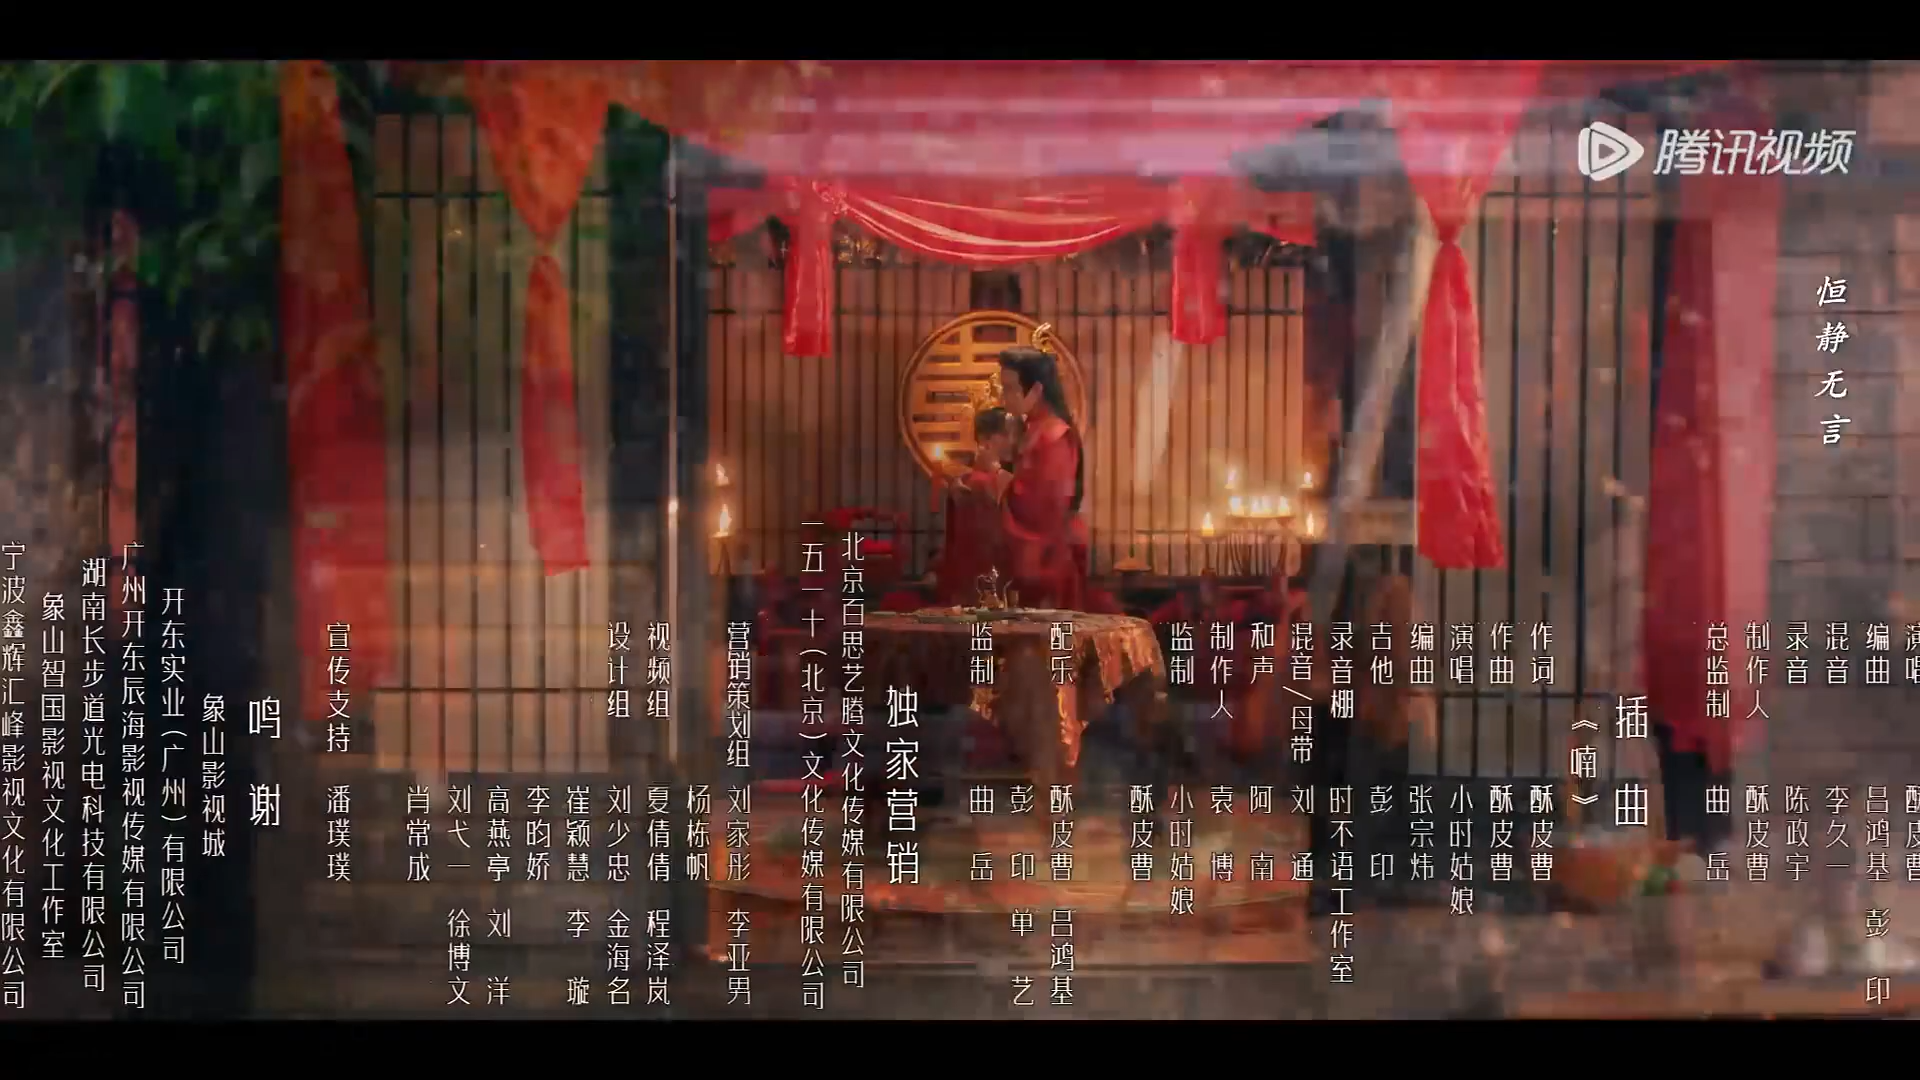 腾讯视频
恒静无言
编曲 吕鸿基 彭印
混音 李久一
录音 陈政宇
制作人 酥皮曹
总监制 曲岳
插曲
《喃》
作词 酥皮曹
作曲 酥皮曹
演唱 小时姑娘
编曲 张宗炜
吉他 彭印
录音棚 时不语工作室
混音/母带 刘通
和声 阿南
制作人 袁博
监制 小时姑娘
酥皮曹
配乐 酥皮曹 吕鸿基
彭印 单艺
监制 曲岳
独家营销
北京百思艺腾文化传媒有限公司
一五一十（北京）文化传媒有限公司
营销策划组 刘家彤 李亚男
杨栋帆
视频组 夏倩倩 程泽岚
设计组 刘少忠 金海名
崔颖慧 李璇
李昀娇
高燕亭 刘洋
刘弋一 徐博文
肖常成
宣传支持 潘璞璞
鸣谢
象山影视城
开东实业（广州）有限公司
广州开东辰海影视传媒有限公司
湖南长步道光电科技有限公司
象山智国影视文化工作室
宁波鑫辉汇峰影视文化有限公司